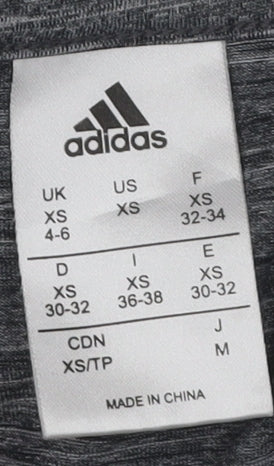 adidas
UK US F
XS XS XS
4-6 32-34
D I E
XS XS XS
30-32 36-38 30-32
CDN J
XS/TP M
MADE IN CHINA